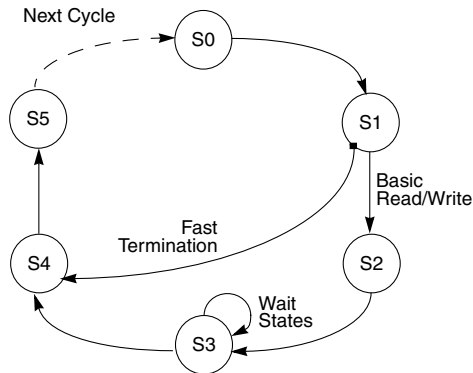 Next Cycle
S0
S5
S1
Basic
Read/Write
Fast
Termination
S4
S2
Wait
States
S3